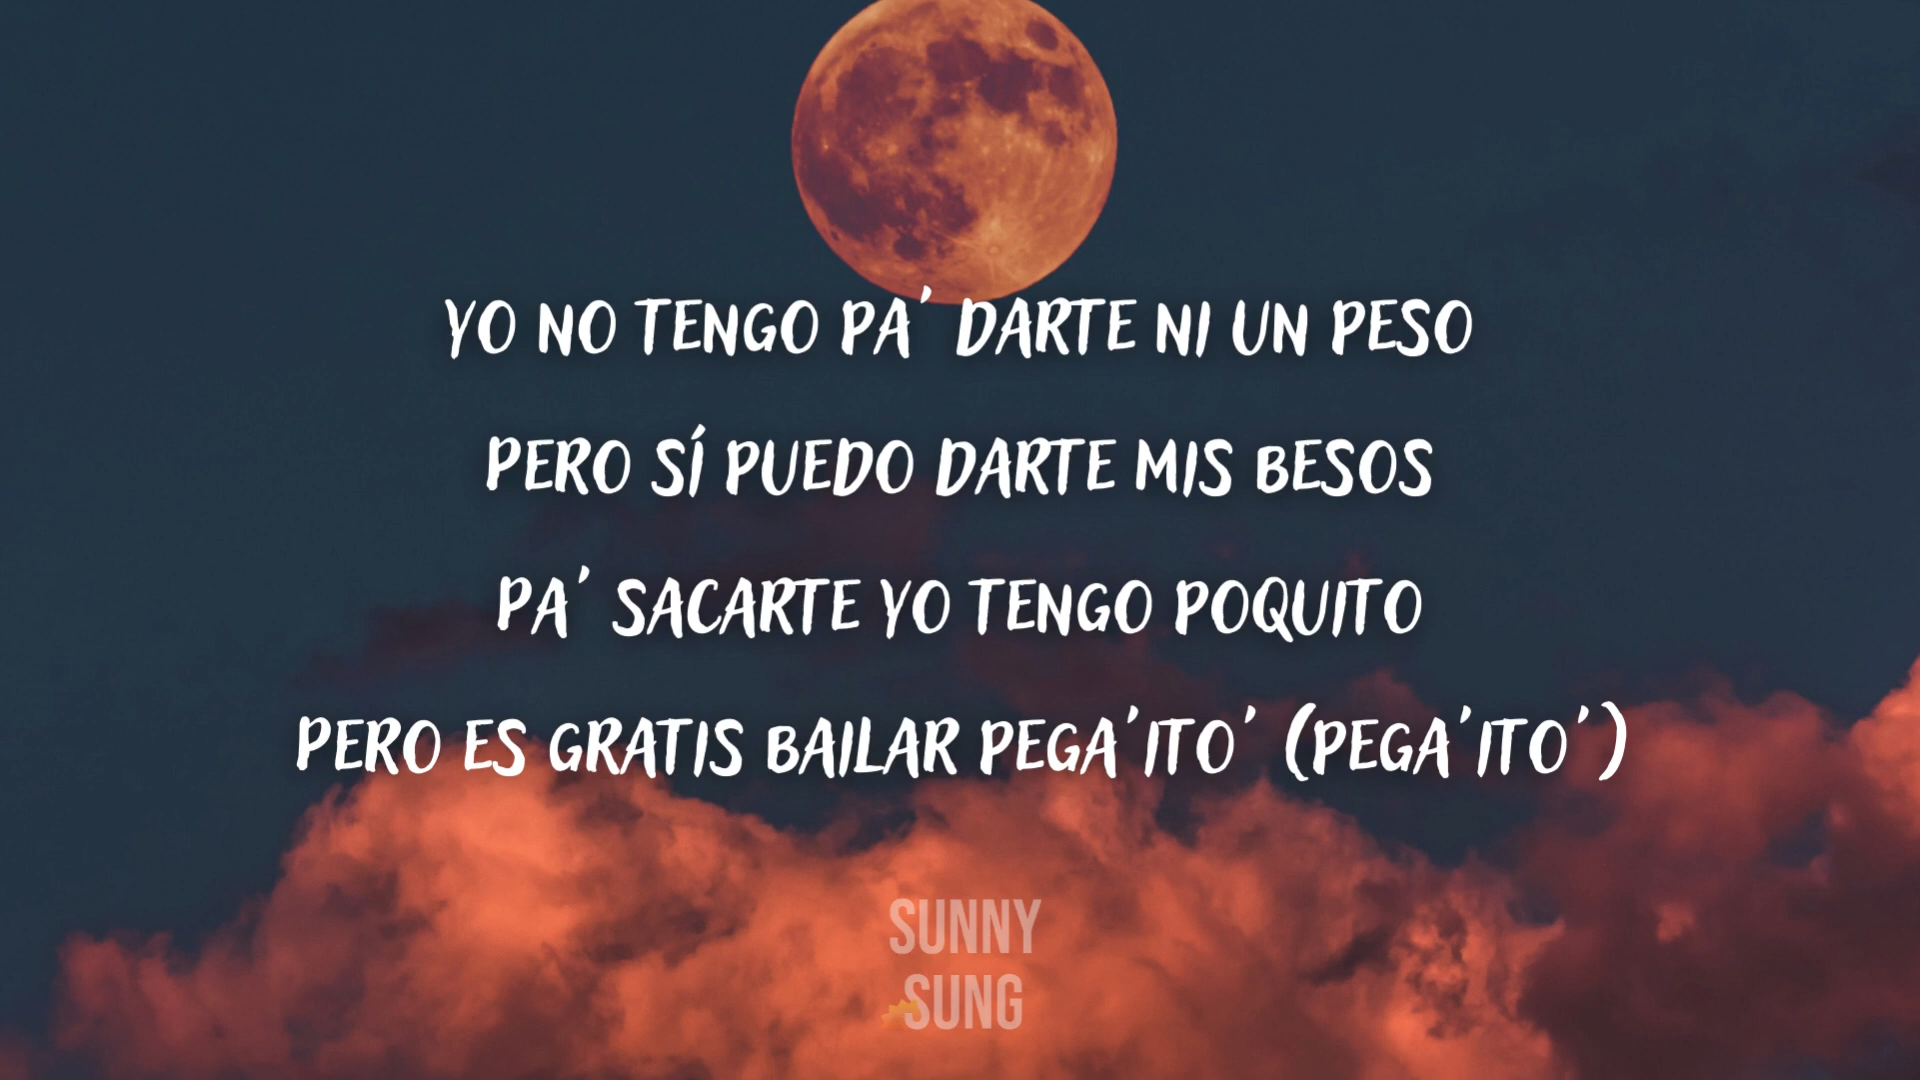 YO NO TENGO PA' DARTE NI UN PESO
PERO SÍ PUEDO DARTE MIS BESOS
PA' SACARTE YO TENGO POQUITO
PERO ES GRATIS BAILAR PEGA'ITO' (PEGA'ITO')
SUNNY
SUNG